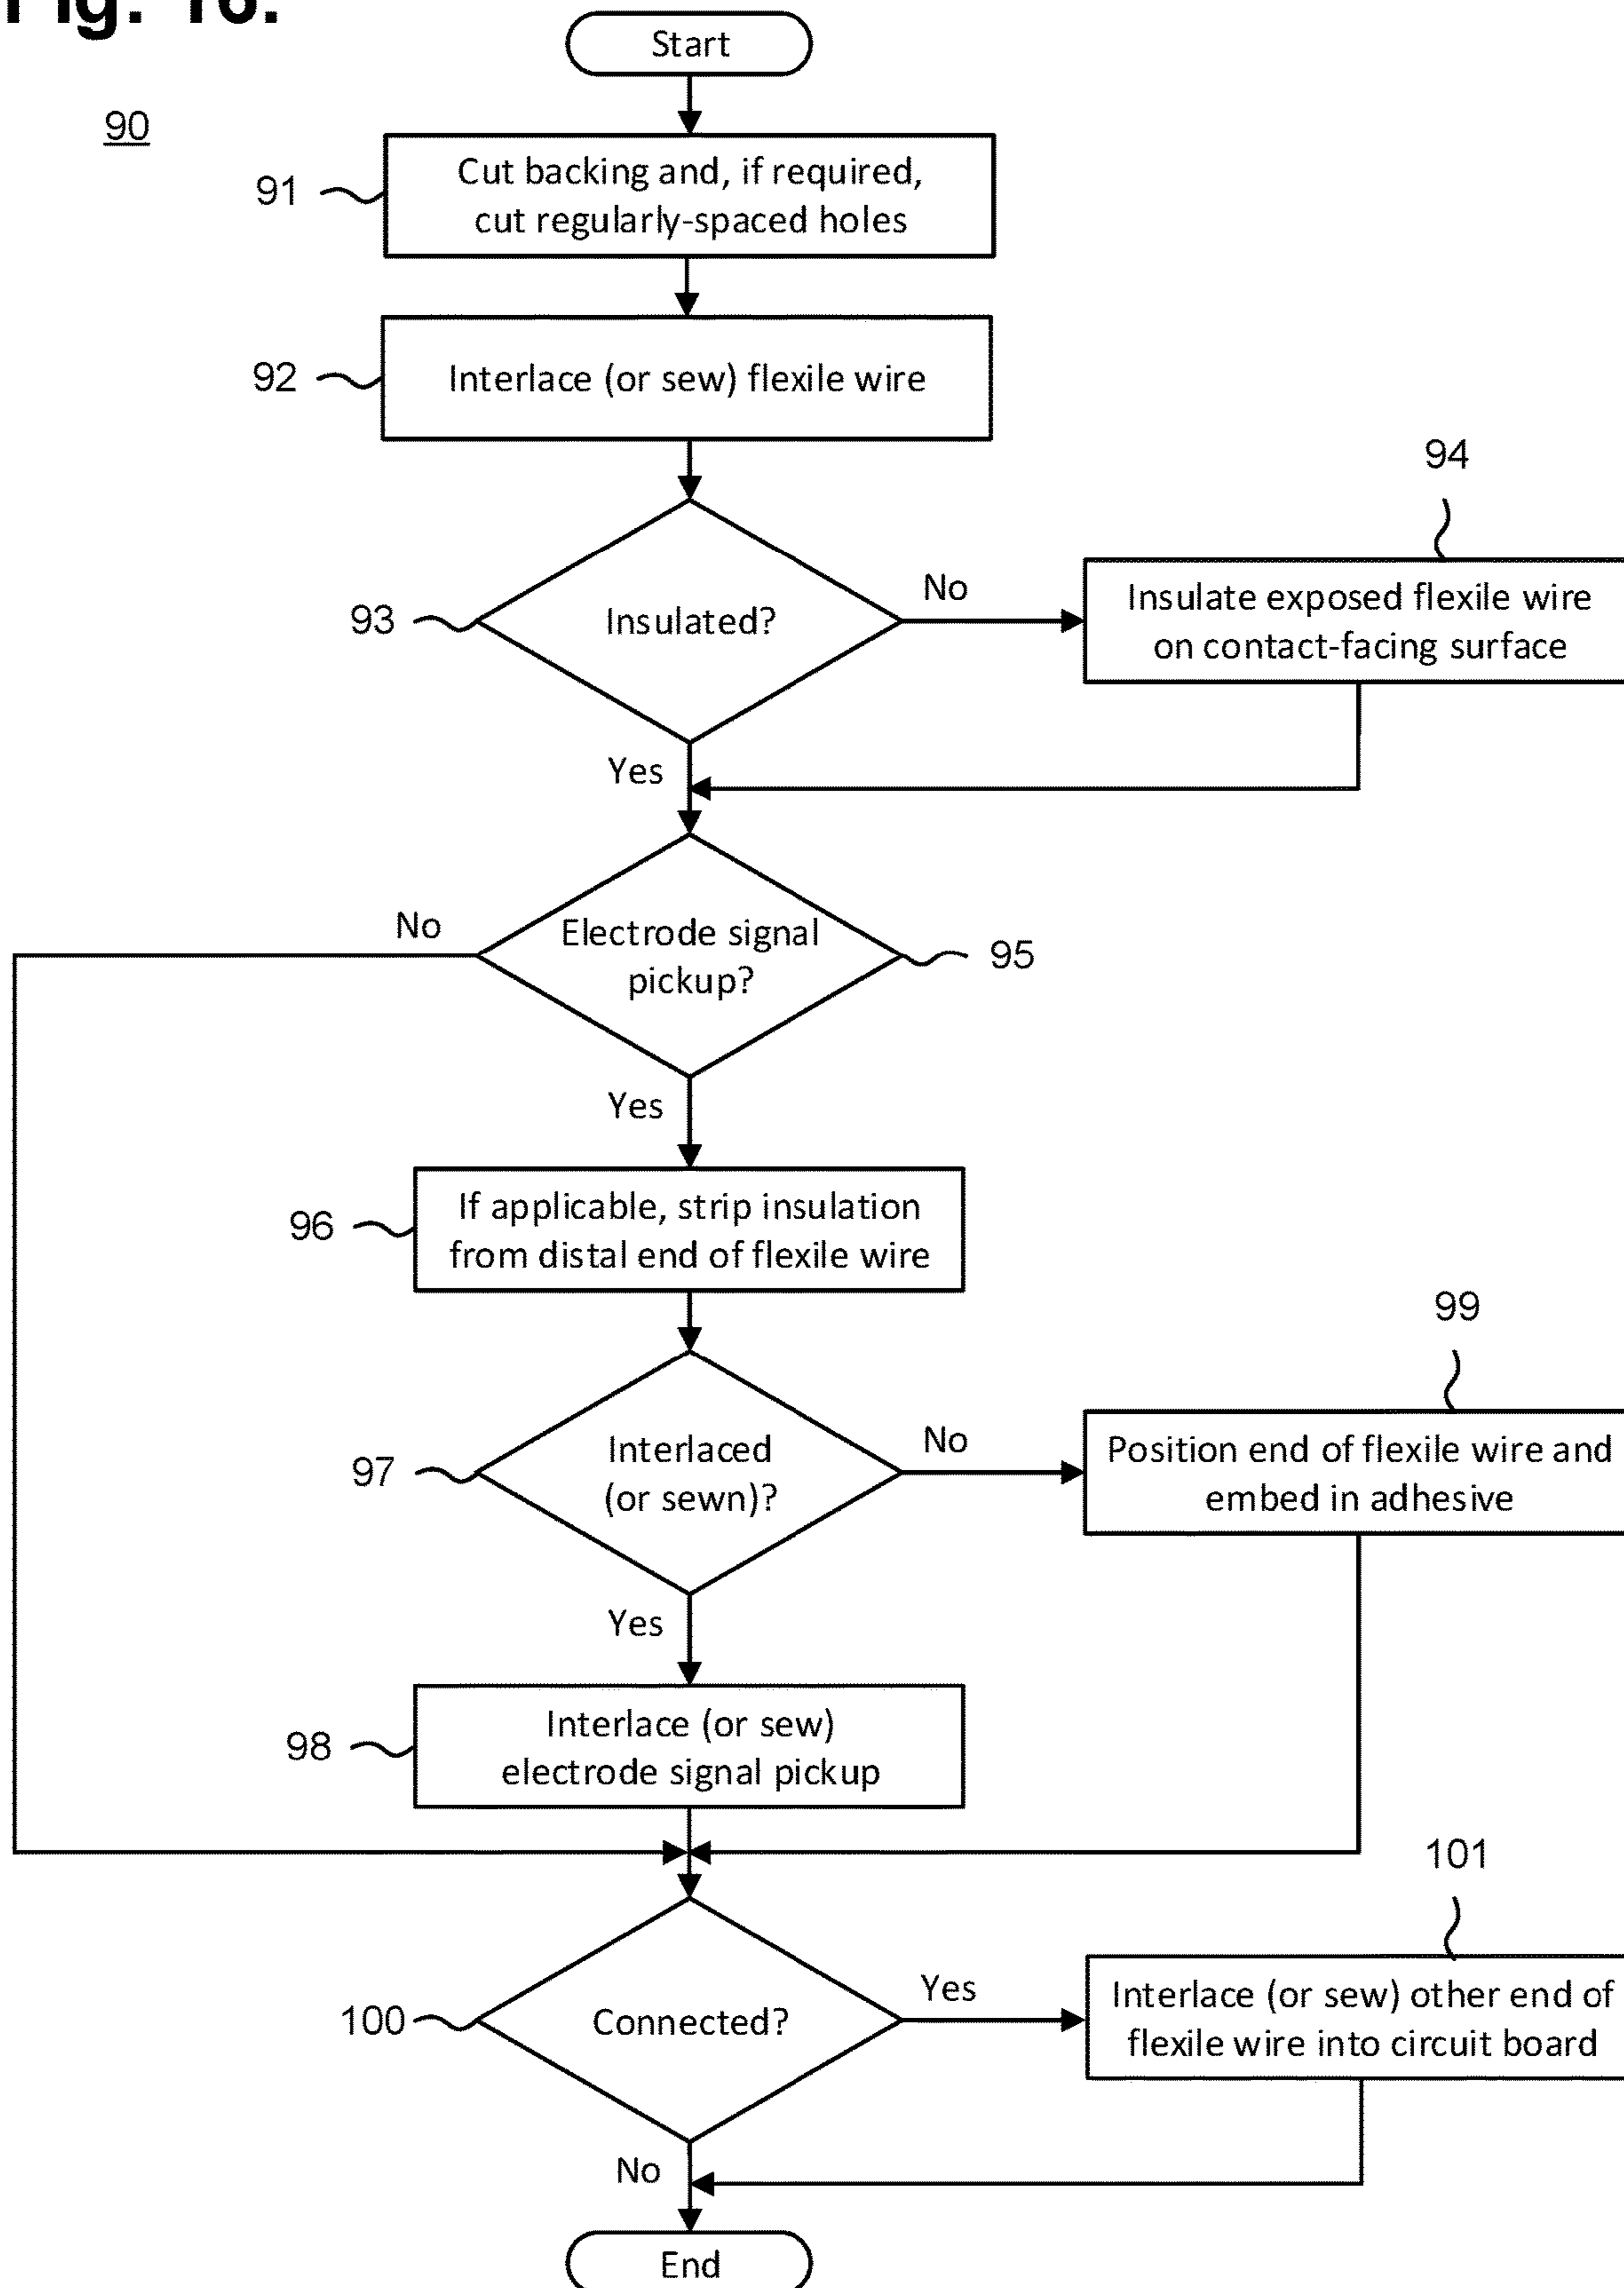 Fig. 16.
Start
90
91
Cut backing and, if required,
cut regularly-spaced holes
92
Interlace (or sew) flexile wire
94
93
Insulated?
No
Insulate exposed flexile wire
on contact-facing surface
Yes
No
Electrode signal
pickup?
95
Yes
96
If applicable, strip insulation
from distal end of flexile wire
99
97
Interlaced
(or sewn)?
No
Position end of flexile wire and
embed in adhesive
Yes
98
Interlace (or sew)
electrode signal pickup
101
100
Connected?
Yes
Interlace (or sew) other end of
flexile wire into circuit board
No
End